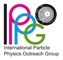 IPPOG
International Particle
Physics Outreach Group